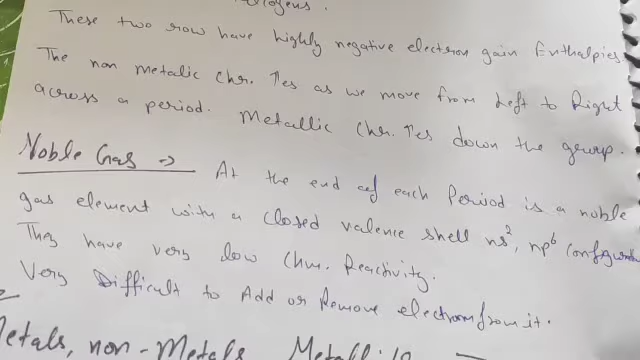 These two row have highly negative electron gain Enthalpies.
The non Metalic Chr. ↑es as we move from Left to Right
across a period. Metallic Chr. ↑es down the group.
Noble Gas →
At the end of each Period is a noble
gas element with a closed valence shell ns², np⁶
They have very low Chm. Reactivity.
Very Difficult to Add or Remove electron from it.
Metals, non-Metals